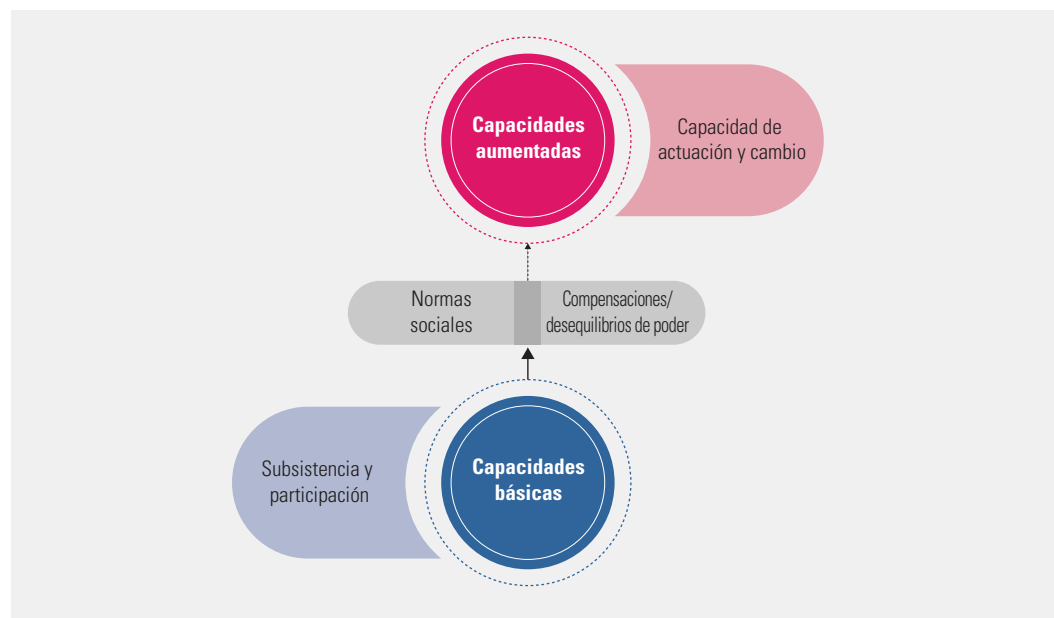 Capacidades
aumentadas
Capacidad de
actuación y cambio
Normas
sociales
Compensaciones/
desequilibrios de poder
Subsistencia y
participación
Capacidades
básicas